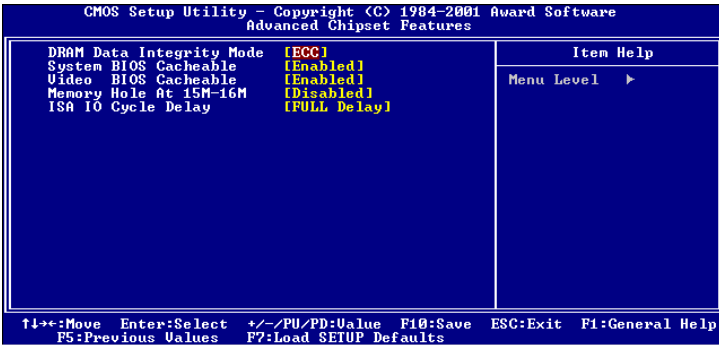 CMOS Setup Utility - Copyright (C) 1984-2001 Award Software
Advanced Chipset Features
DRAM Data Integrity Mode [ECC]
System BIOS Cacheable [Enabled]
Video BIOS Cacheable [Enabled]
Memory Hole At 15M-16M [Disabled]
ISA IO Cycle Delay [FULL Delay]
Item Help
Menu Level ►
↑↓→←:Move Enter:Select +/-/PU/PD:Value F10:Save ESC:Exit F1:General Help
F5:Previous Values F7:Load SETUP Defaults